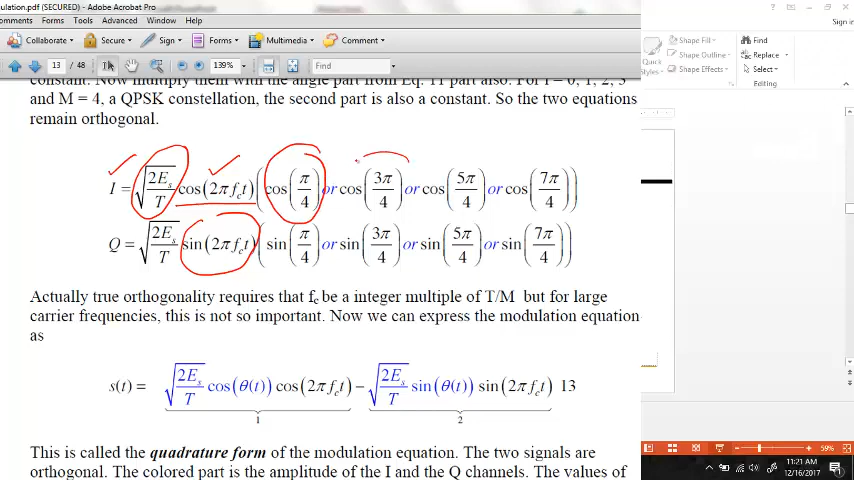 ulation.pdf (SECURED) - Adobe Acrobat Pro
omments Forms Tools Advanced Window Help
Sign in
Collaborate Secure Sign Forms Multimedia Comment
13 / 48 139% Find
Shape Fill
Shape Outline
Shape Effects
Quick
Styles
Find
Replace
Select
Editing
constant. Now multiply them with the angle part from Eq. 11 part also. For i = 0, 1, 2, 3
and M = 4, a QPSK constellation, the second part is also a constant. So the two equations
remain orthogonal.
I = √(2E_s/T) cos(2πf_c t)(cos(π/4) or cos(3π/4) or cos(5π/4) or cos(7π/4))
Q = √(2E_s/T) sin(2πf_c t)(sin(π/4) or sin(3π/4) or sin(5π/4) or sin(7π/4))
Actually true orthogonality requires that f_c be a integer multiple of T/M but for large
carrier frequencies, this is not so important. Now we can express the modulation equation
as
s(t) = √(2E_s/T) cos(θ(t)) cos(2πf_c t) − √(2E_s/T) sin(θ(t)) sin(2πf_c t) 13
1 2
This is called the quadrature form of the modulation equation. The two signals are
orthogonal. The colored part is the amplitude of the I and the Q channels. The values of
59%
11:21 AM
12/16/2017